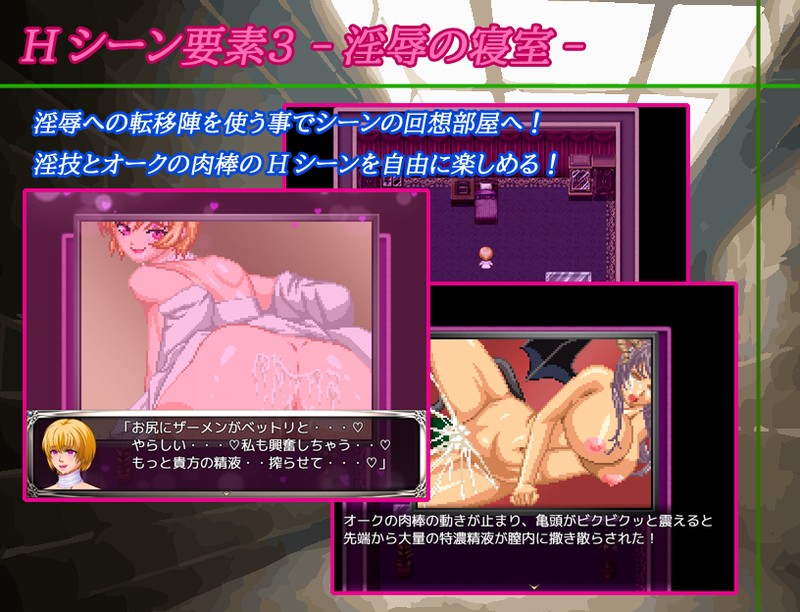 Hシーン要素3 －淫辱の寝室－
淫辱への転移陣を使う事でシーンの回想部屋へ！
淫技とオークの肉棒のHシーンを自由に楽しめる！
「お尻にザーメンがベットリと・・・♡
やらしい・・・♡私も興奮しちゃう・・♡
もっと貴方の精液・・搾らせて・・・♡」
オークの肉棒の動きが止まり、亀頭がビクビクッと震えると
先端から大量の特濃精液が膣内に撒き散らされた！